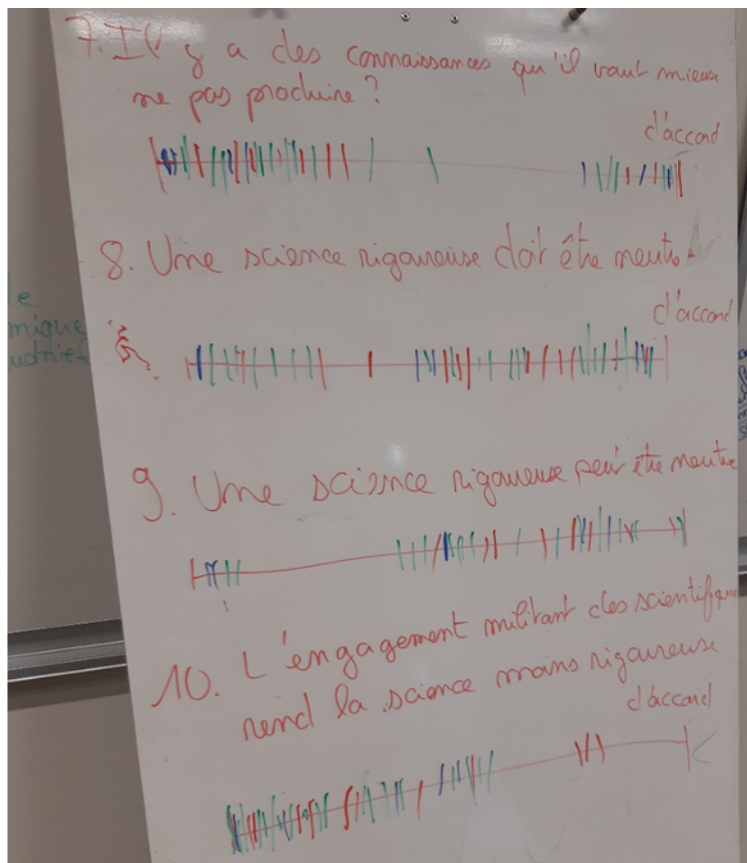 7. Il y a des connaissances qu'il vaut mieux
ne pas produire ?
d'accord
8. Une science rigoureuse doit être neutre.
d'accord
e
mique
ustriel
9. Une science rigoureuse peut être neutre
10. L'engagement militant des scientifiques
rend la science moins rigoureuse
d'accord